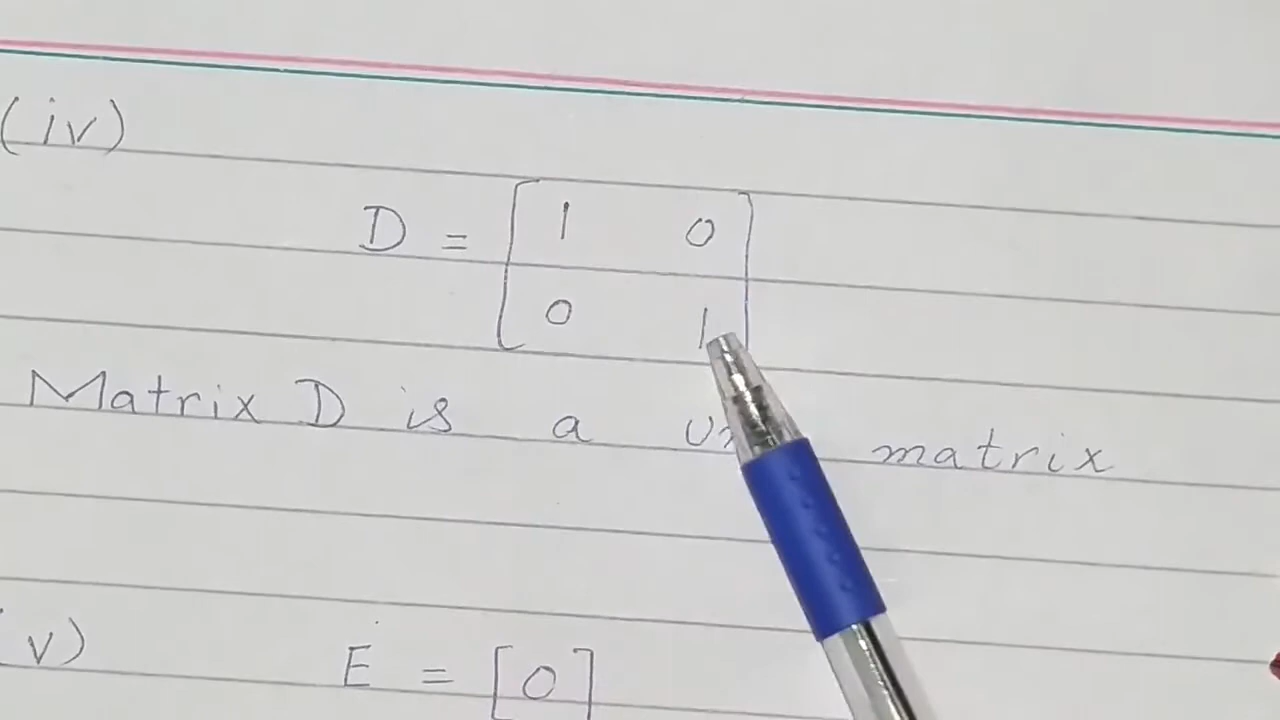 (iv)
D = [ 1 0
0 1 ]
Matrix D is a matrix
v)
E = [0]